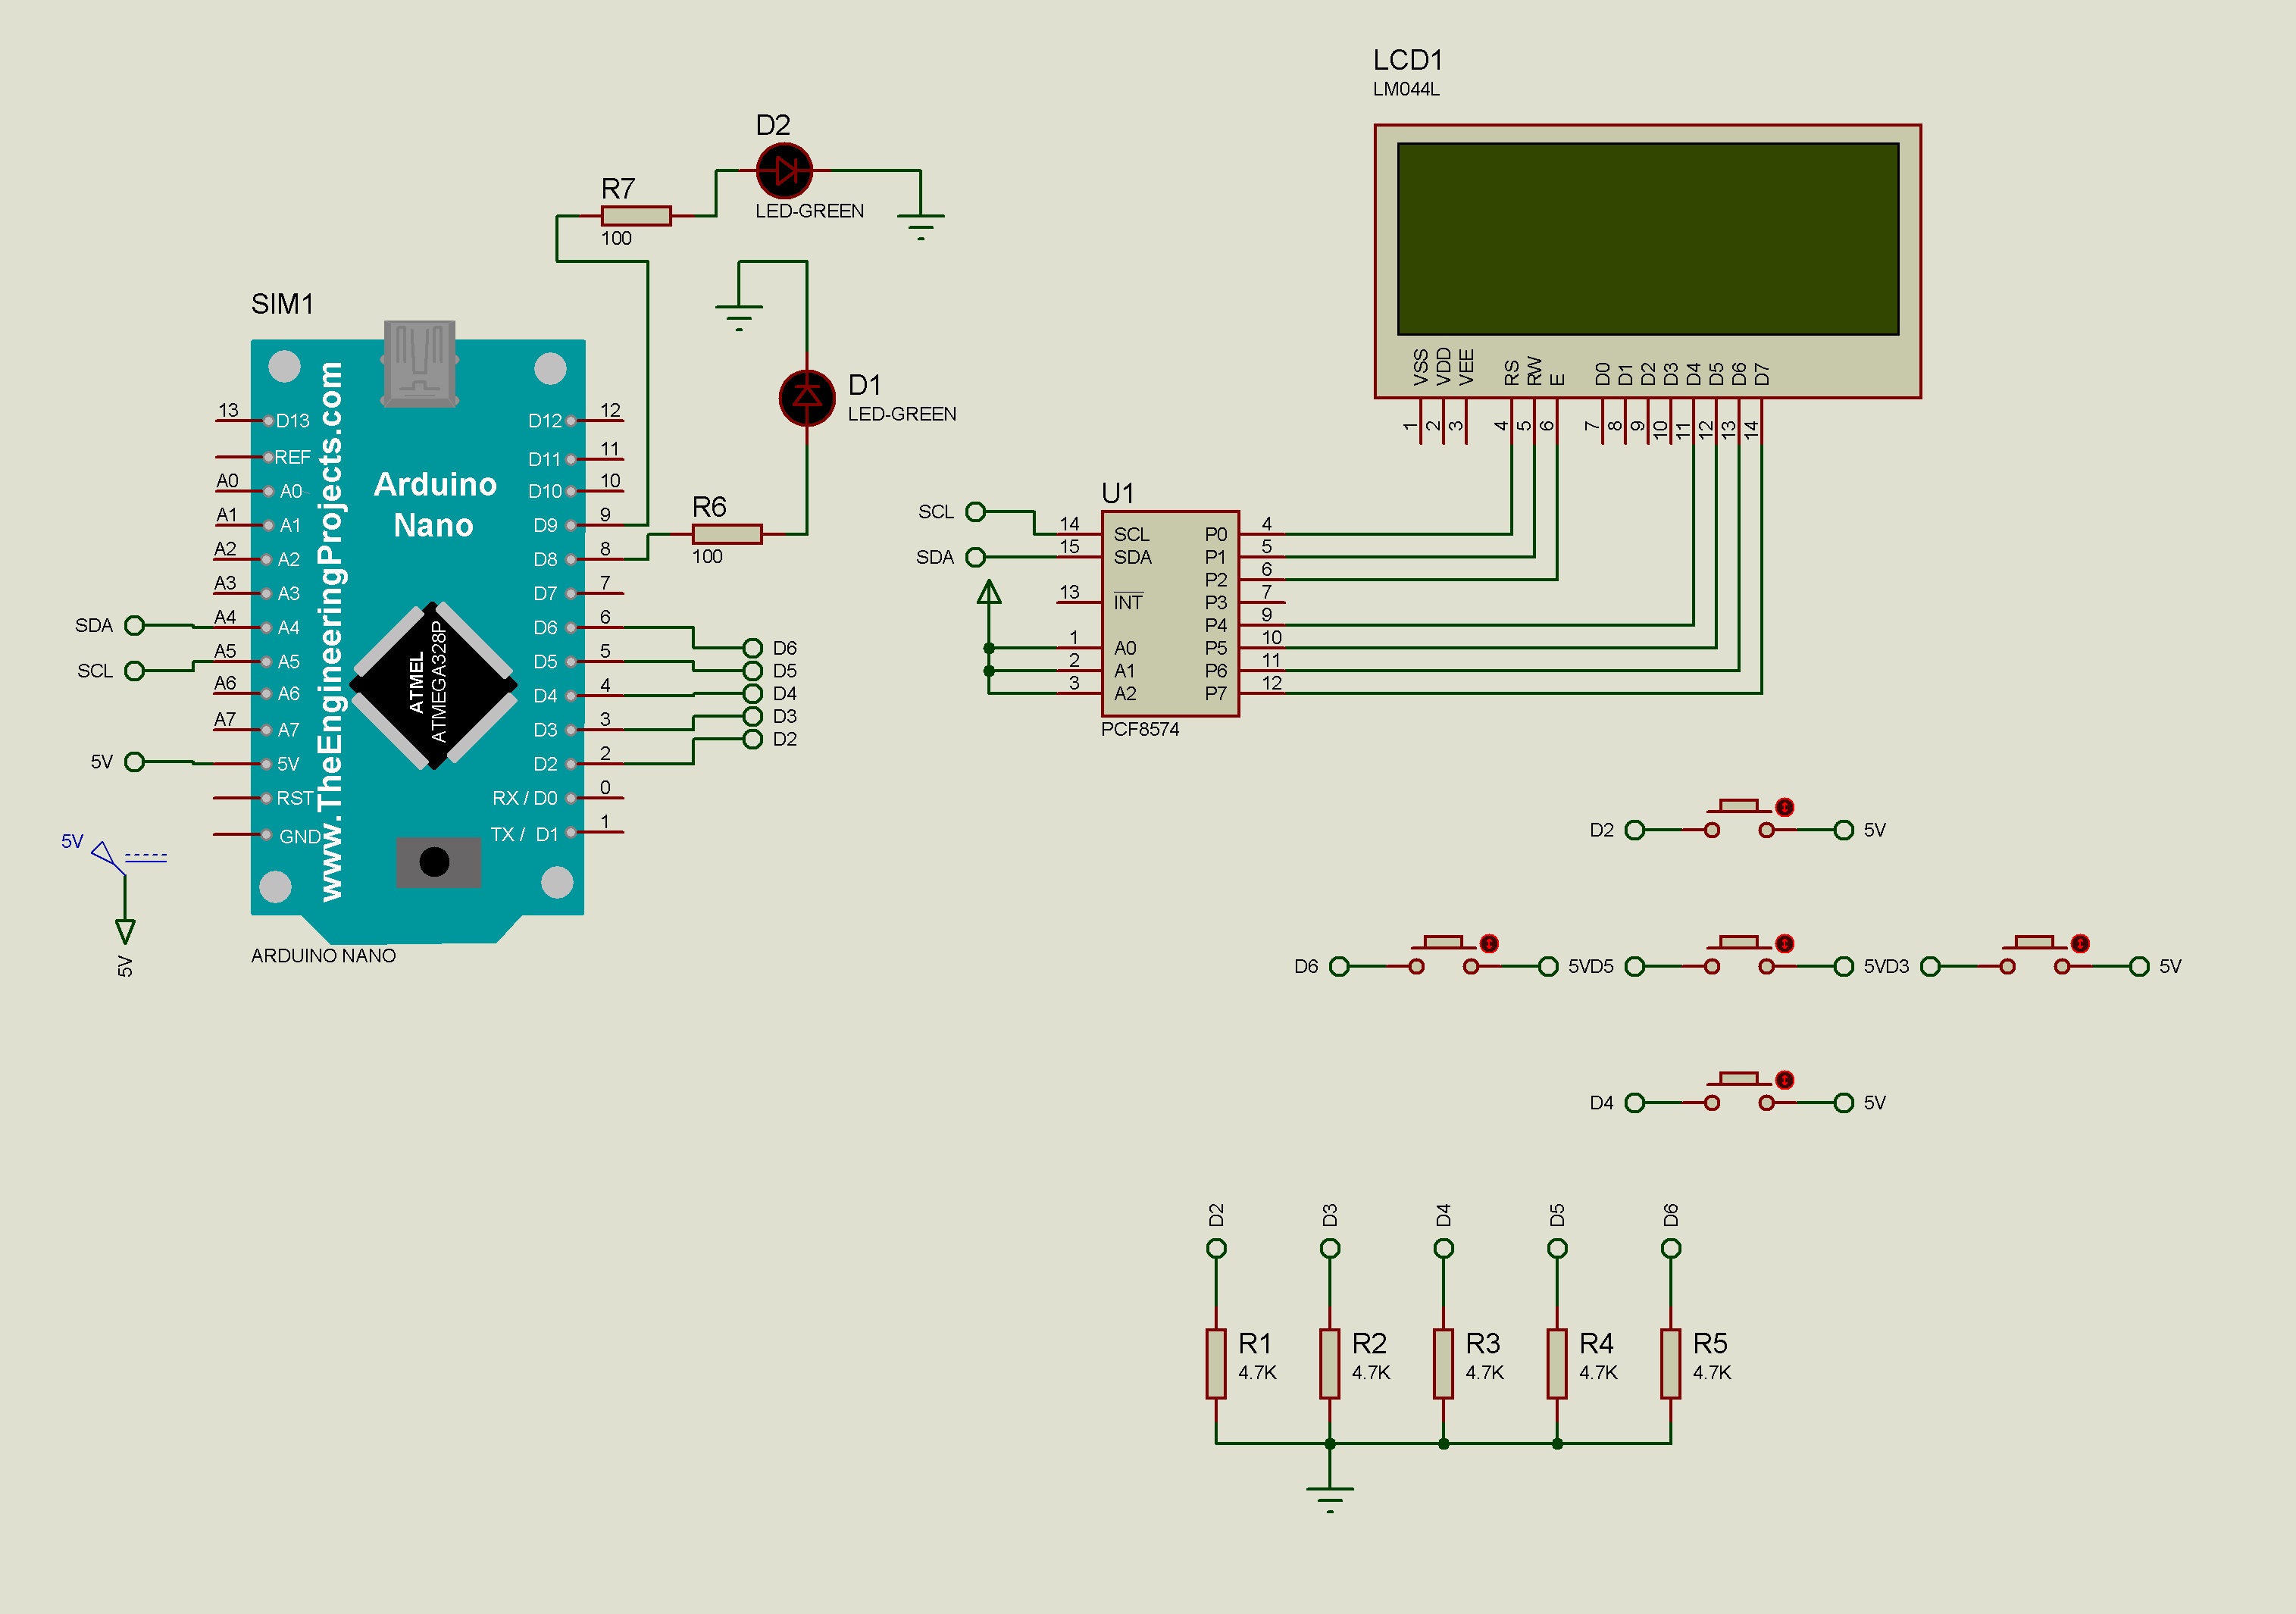 LCD1
LM044L
VSS VDD VEE RS RW E D0 D1 D2 D3 D4 D5 D6 D7
1 2 3 4 5 6 7 8 9 10 11 12 13 14
D2
LED-GREEN
R7
100
D1
LED-GREEN
R6
100
SIM1
www.TheEngineeringProjects.com
Arduino
Nano
ATMEL
ATMEGA328P
13 D13
REF
A0 A0
A1 A1
A2 A2
A3 A3
SDA A4 A4
SCL A5 A5
A6 A6
A7 A7
5V 5V
RST
GND
D12 12
D11 11
D10 10
D9 9
D8 8
D7 7
D6 6 D6
D5 5 D5
D4 4 D4
D3 3 D3
D2 2 D2
RX / D0 0
TX / D1 1
ARDUINO NANO
5V
5V
U1
SCL 14 SCL P0 4
SDA 15 SDA P1 5
P2 6
13 INT P3 7
P4 9
1 A0 P5 10
2 A1 P6 11
3 A2 P7 12
PCF8574
D2 5V
D6 5VD5 5VD3 5V
D4 5V
D2 D3 D4 D5 D6
R1 R2 R3 R4 R5
4.7K 4.7K 4.7K 4.7K 4.7K